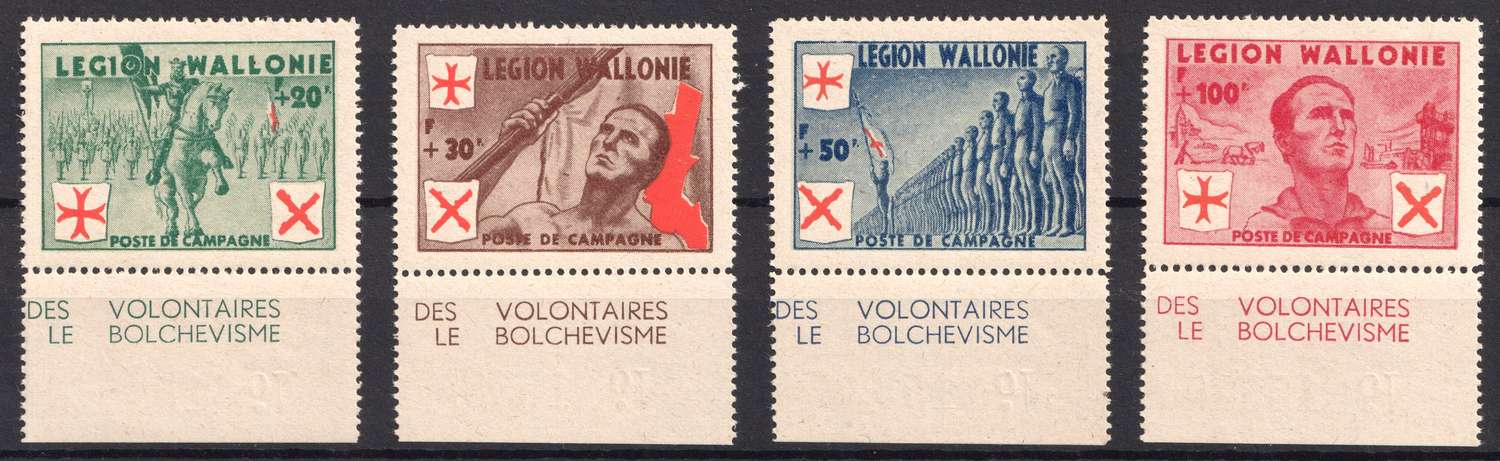 LEGION WALLONIE
F
+20F.
POSTE DE CAMPAGNE
DES VOLONTAIRES
LE BOLCHEVISME
LEGION WALLONIE
F
+30F.
POSTE DE CAMPAGNE
DES VOLONTAIRES
LE BOLCHEVISME
LEGION WALLONIE
F
+50F.
POSTE DE CAMPAGNE
DES VOLONTAIRES
LE BOLCHEVISME
LEGION WALLONIE
F
+100F.
POSTE DE CAMPAGNE
DES VOLONTAIRES
LE BOLCHEVISME